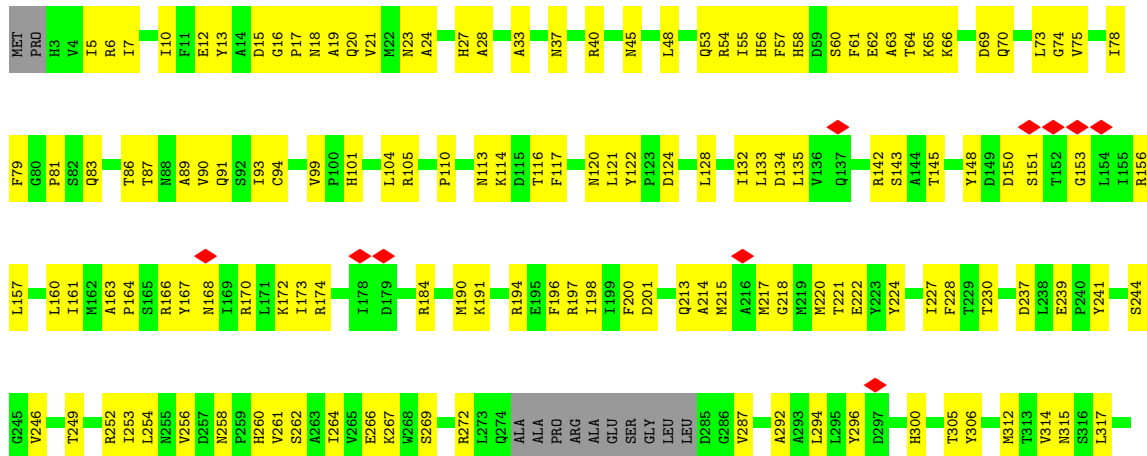 MET PRO H3 V4 I5 R6 I7 I10 F11 E12 Y13 A14 D15 G16 P17 N18 A19 Q20 V21 M22 N23 A24 H27 A28 A33 N37 R40 N45 L48 Q53 R54 I55 H56 F57 H58 D59 S60 F61 E62 A63 T64 K65 K66 D69 Q70 L73 G74 V75 I78
F79 G80 P81 S82 Q83 T86 T87 N88 A89 V90 Q91 S92 I93 C94 V99 P100 H101 L104 R105 P110 N113 K114 D115 T116 F117 N120 L121 Y122 P123 D124 L128 I132 L133 D134 L135 V136 Q137 R142 S143 A144 T145 Y148 D149 D150 S151 T152 G153 L154 I155 R156
L157 L160 I161 M162 A163 P164 S165 R166 Y167 N168 I169 R170 L171 K172 I173 R174 I178 D179 R184 M190 K191 R194 E195 F196 R197 I198 I199 F200 D201 Q213 A214 M215 A216 M217 G218 M219 M220 T221 E222 Y223 Y224 I227 F228 T229 T230 D237 L238 E239 P240 Y241 S244
G245 V246 T249 R252 I253 L254 N255 V256 D257 N258 P259 H260 V261 S262 A263 I264 V265 E266 K267 W268 S269 R272 L273 Q274 ALA ALA PRO ARG ALA GLU SER GLY LEU LEU D285 G286 V287 A292 A293 L294 L295 Y296 D297 H300 T305 Y306 M312 T313 V314 N315 S316 L317